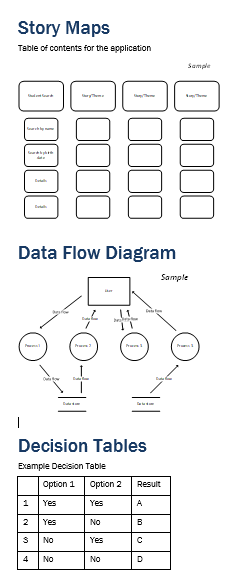 Story Maps
Table of contents for the application
Sample
Student Search
Story/Theme
Story/Theme
Story/Theme
Search by name
Search by birth
date
Details
Details
Data Flow Diagram
Sample
User
Data flow
Data flow
Data flow
Data flow
Process 1
Process 2
Process 3
Process 4
Data flow
Data flow
Data flow
Data store
Data store
Decision Tables
Example Decision Table
Option 1 Option 2 Result
1 Yes Yes A
2 Yes No B
3 No Yes C
4 No No D